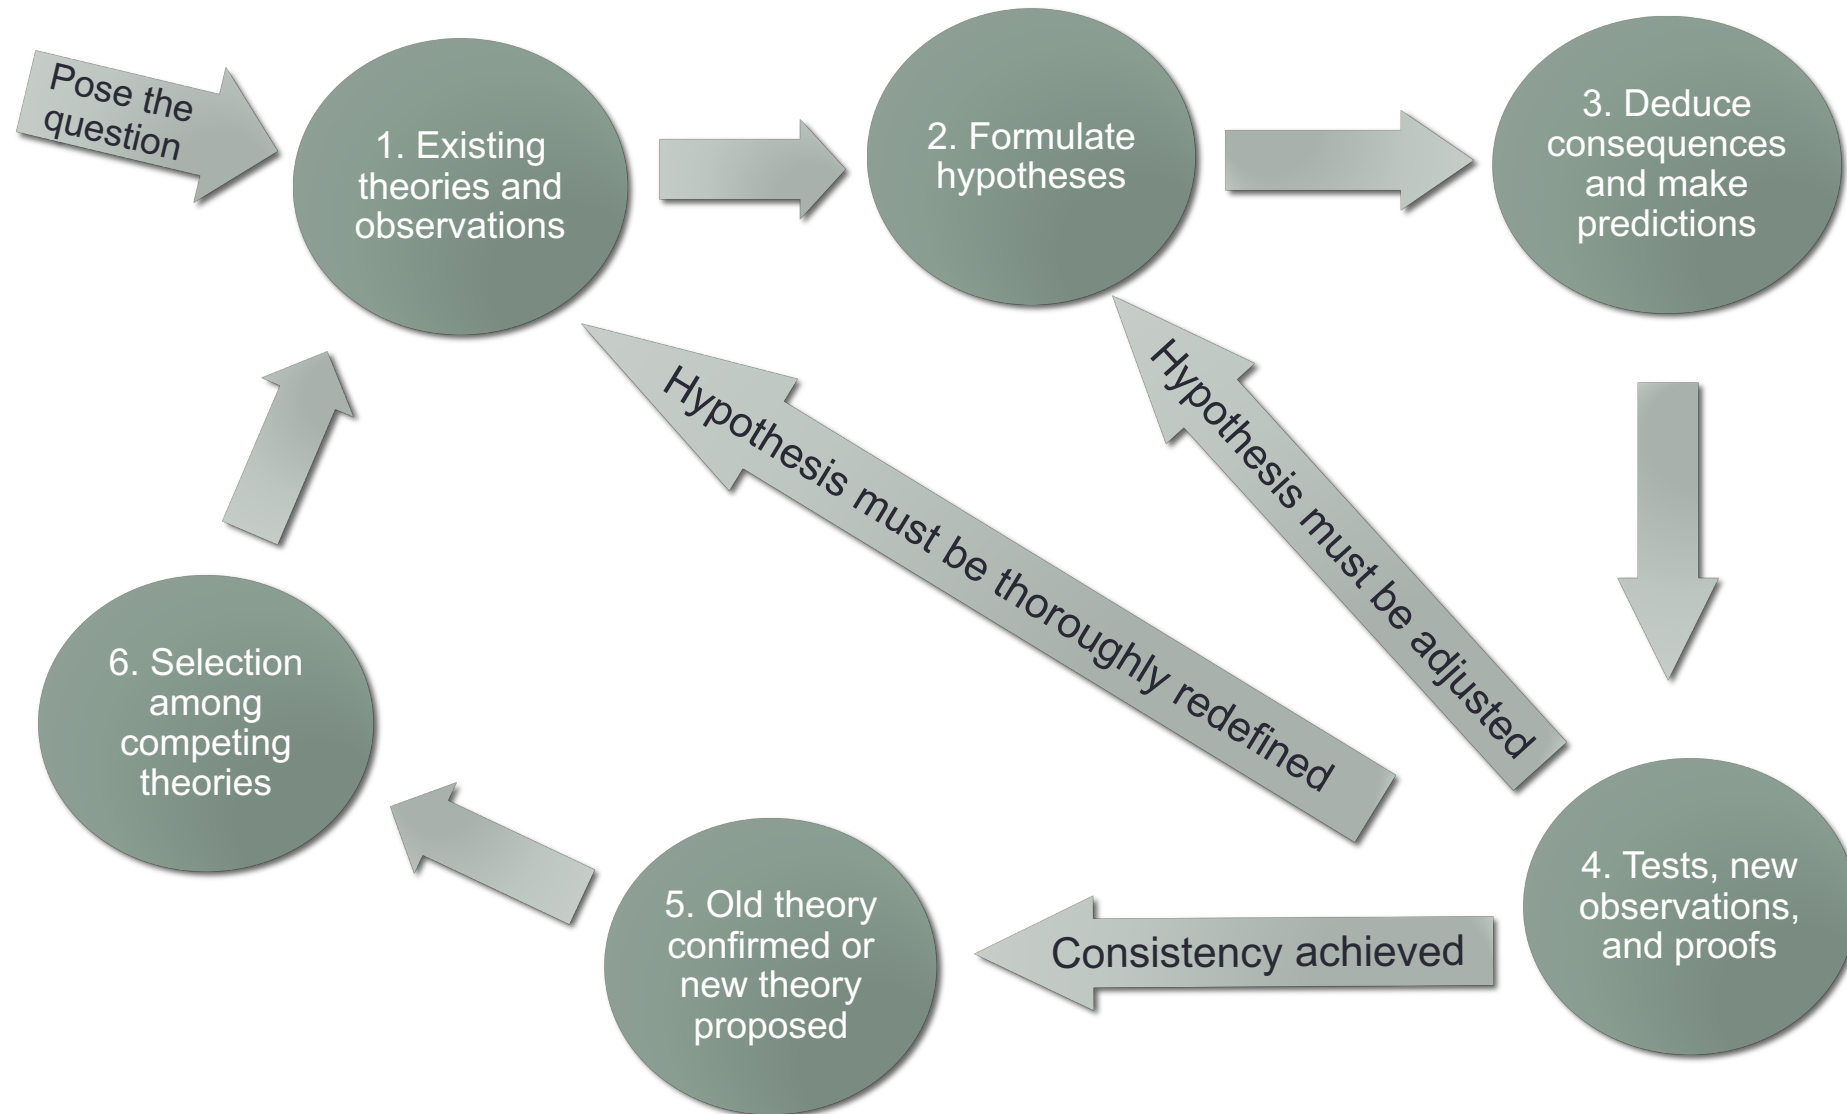 Pose the
question
1. Existing
theories and
observations
2. Formulate
hypotheses
3. Deduce
consequences
and make
predictions
Hypothesis must be thoroughly redefined
Hypothesis must be adjusted
4. Tests, new
observations,
and proofs
Consistency achieved
5. Old theory
confirmed or
new theory
proposed
6. Selection
among
competing
theories